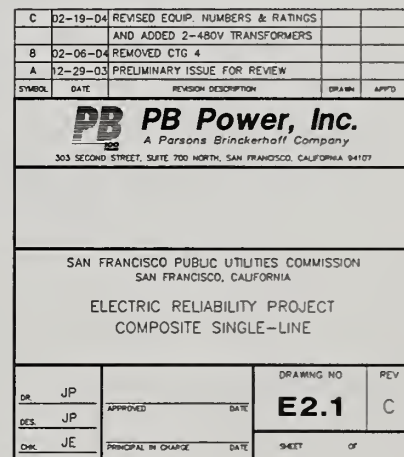 C 02-19-04 REVISED EQUIP. NUMBERS & RATINGS
AND ADDED 2-480V TRANSFORMERS
B 02-06-04 REMOVED CTG 4
A 12-29-03 PRELIMINARY ISSUE FOR REVIEW
SYMBOL DATE REVISION DESCRIPTION DRAWN APP'D
PB PB Power, Inc.
100 A Parsons Brinckerhoff Company
303 SECOND STREET, SUITE 700 NORTH, SAN FRANCISCO, CALIFORNIA 94107
SAN FRANCISCO PUBLIC UTILITIES COMMISSION
SAN FRANCISCO, CALIFORNIA
ELECTRIC RELIABILITY PROJECT
COMPOSITE SINGLE-LINE
DRAWING NO REV
DR. JP
APPROVED DATE
E2.1 C
DES. JP
CHK. JE
PRINCIPAL IN CHARGE DATE
SHEET OF